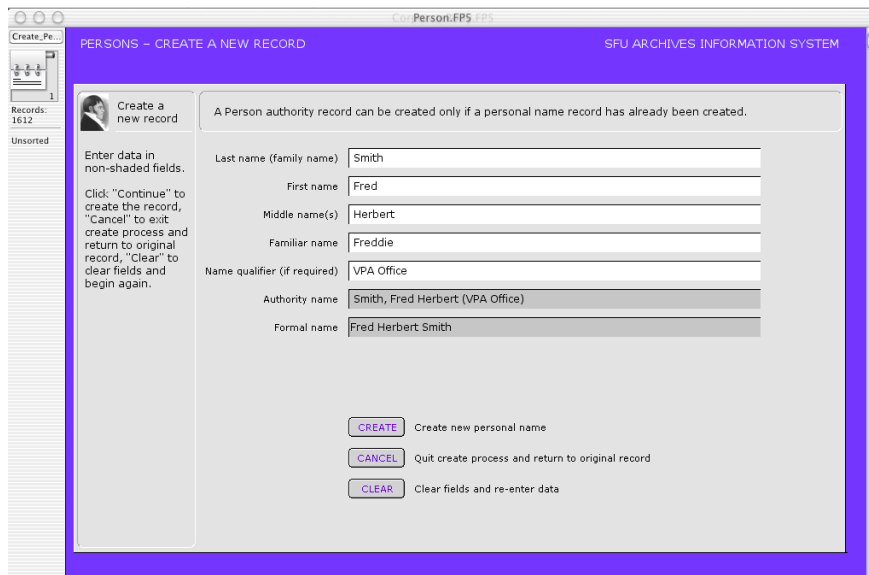 Person.FP5
Create_Pe...
1
Records:
1612
Unsorted
PERSONS – CREATE A NEW RECORD
SFU ARCHIVES INFORMATION SYSTEM
Create a
new record
A Person authority record can be created only if a personal name record has already been created.
Enter data in
non-shaded fields.
Click "Continue" to
create the record,
"Cancel" to exit
create process and
return to original
record, "Clear" to
clear fields and
begin again.
Last name (family name) Smith
First name Fred
Middle name(s) Herbert
Familiar name Freddie
Name qualifier (if required) VPA Office
Authority name Smith, Fred Herbert (VPA Office)
Formal name Fred Herbert Smith
CREATE Create new personal name
CANCEL Quit create process and return to original record
CLEAR Clear fields and re-enter data